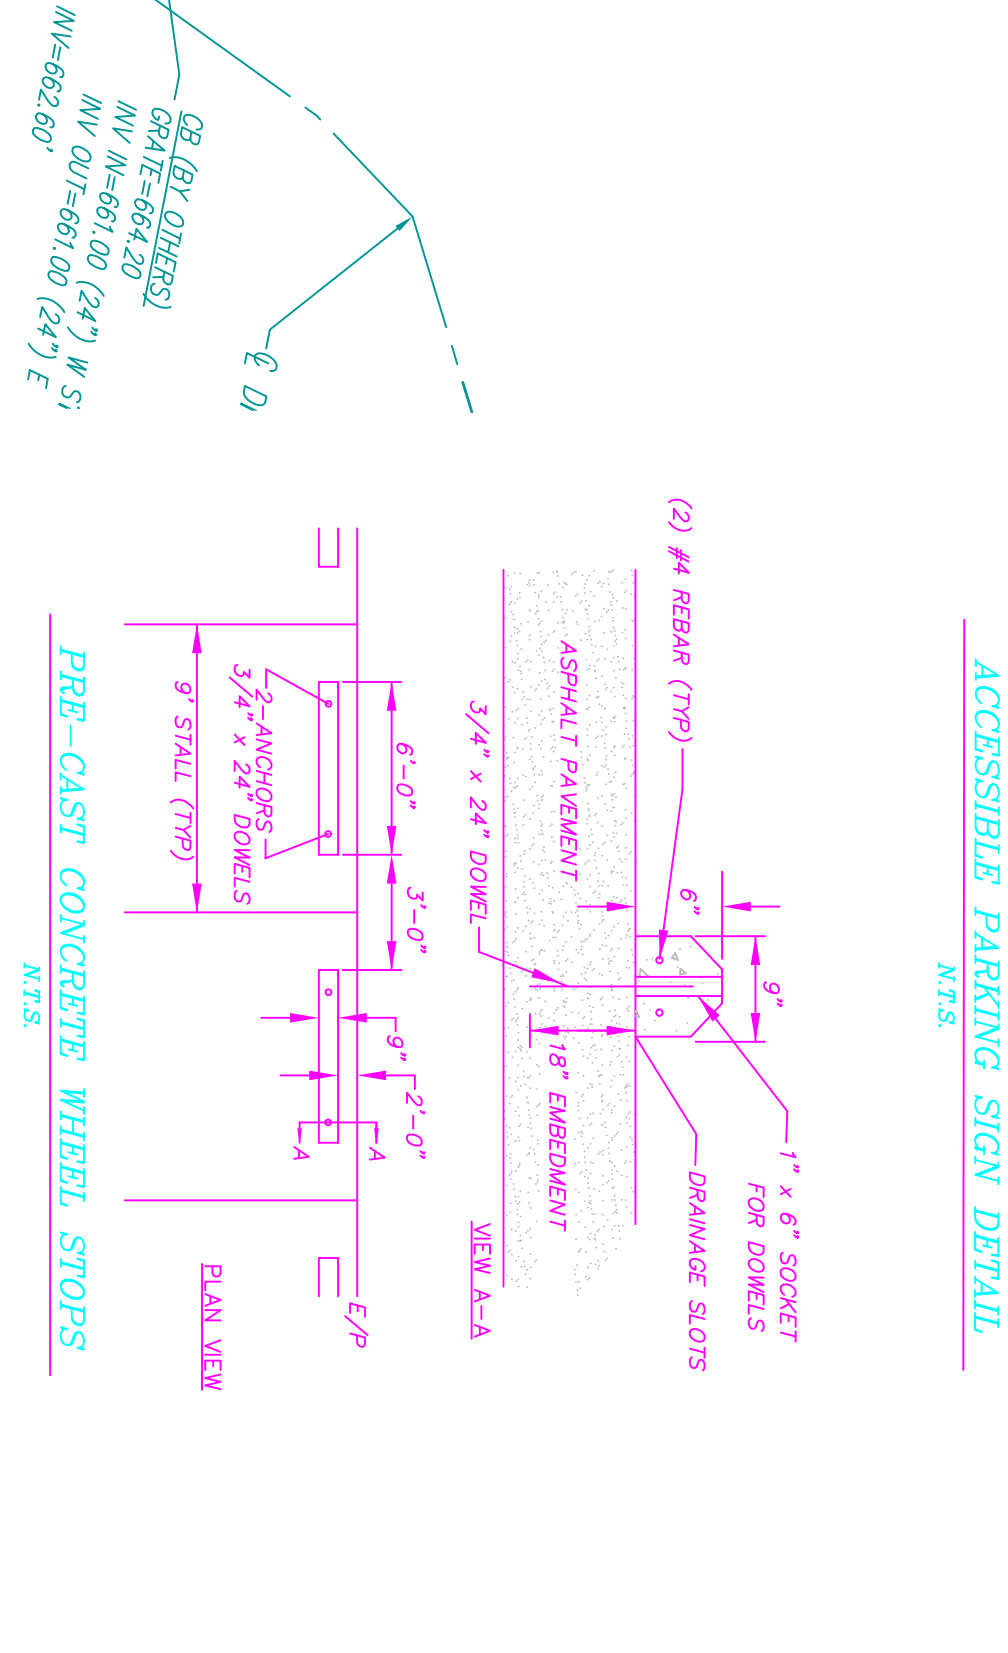 ACCESSIBLE PARKING SIGN DETAIL
N.T.S.
1" x 6" SOCKET
FOR DOWELS
9"
6"
(2) #4 REBAR (TYP)
DRAINAGE SLOTS
ASPHALT PAVEMENT
18" EMBEDMENT
3/4" x 24" DOWEL
VIEW A-A
6'-0"
3'-0"
9"
2'-0"
A
A
E/P
2-ANCHORS
3/4" x 24" DOWELS
9' STALL (TYP)
PLAN VIEW
PRE-CAST CONCRETE WHEEL STOPS
N.T.S.
CB (BY OTHERS)
GRATE=664.20
INV IN=661.00 (24") W
INV OUT=661.00 (24") E
INV=662.60'
℄